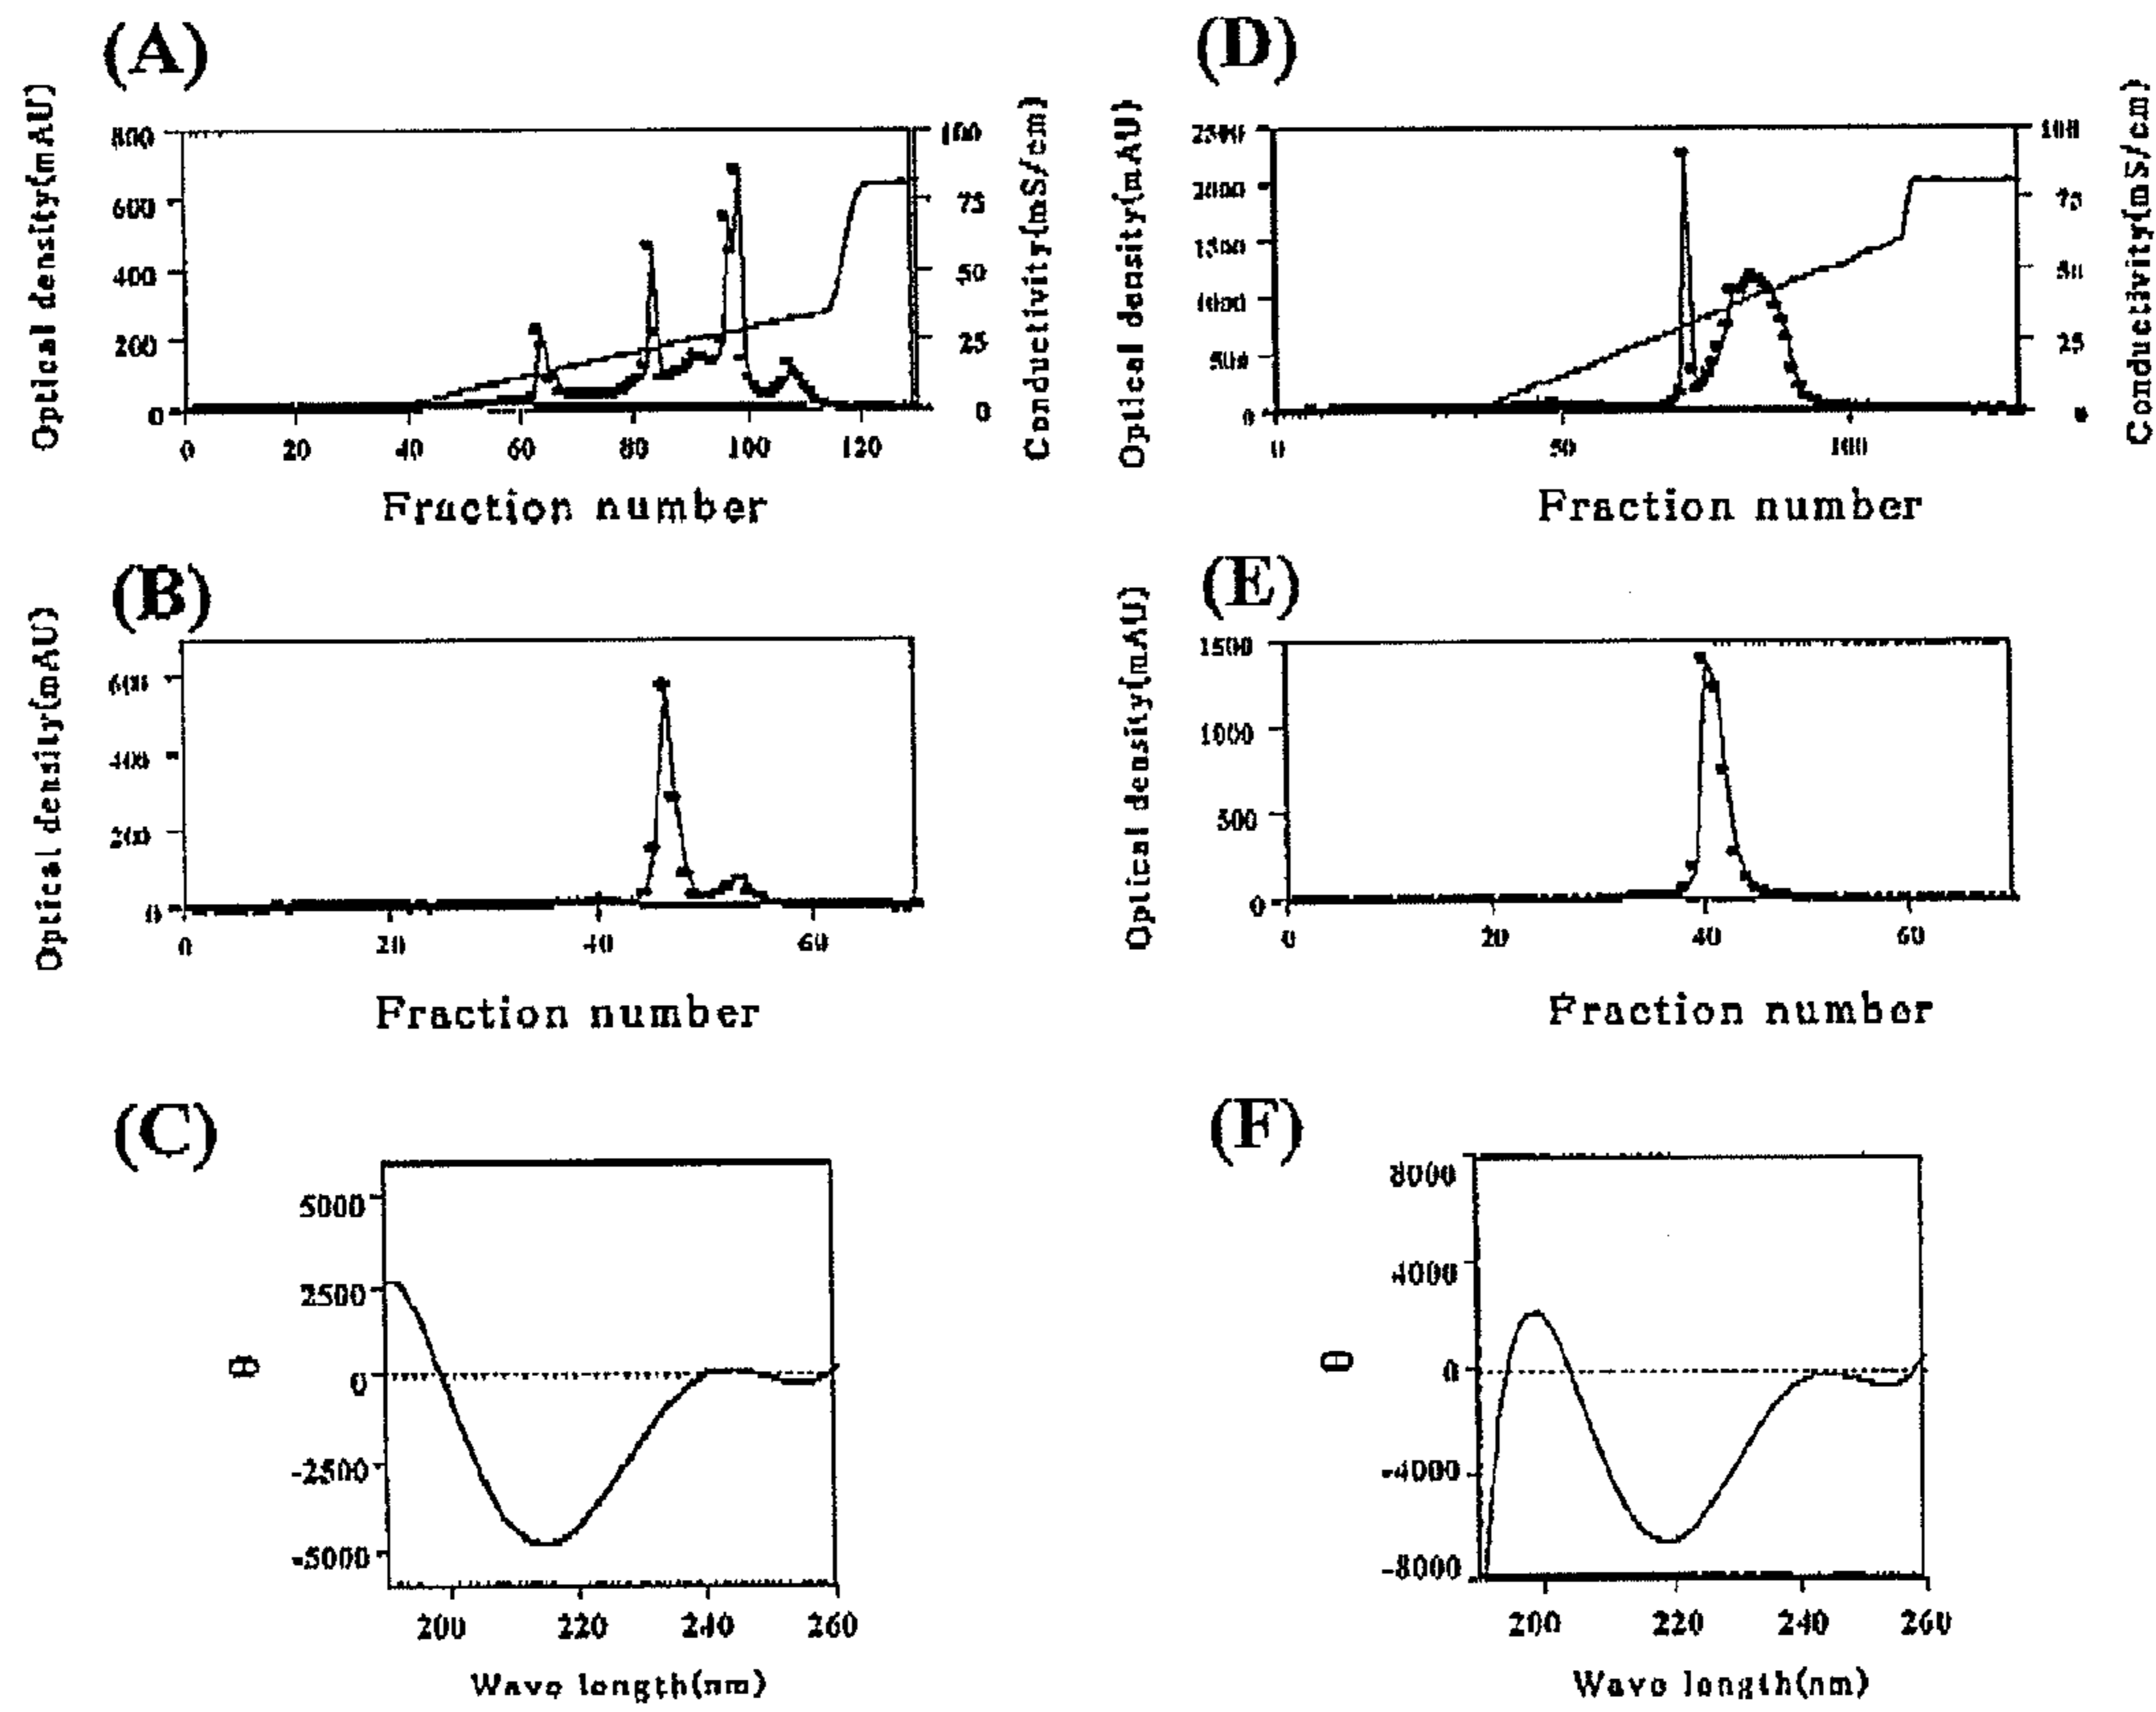 (A)
Optical density(mAU)
800
600
400
200
0
100
75
50
25
0
Conductivity(mS/cm)
0 20 40 60 80 100 120
Fraction number
(D)
Optical density(mAU)
2000
1500
1000
500
0
75
50
25
Conductivity(mS/cm)
0 50 100
Fraction number
(B)
Optical density(mAU)
600
400
200
0
0 20 40 60
Fraction number
(E)
Optical density(mAU)
1500
1000
500
0
0 20 40 60
Fraction number
(C)
5000
2500
0
-2500
-5000
θ
200 220 240 260
Wave length(nm)
(F)
8000
4000
0
-4000
-8000
θ
200 220 240 260
Wave length(nm)